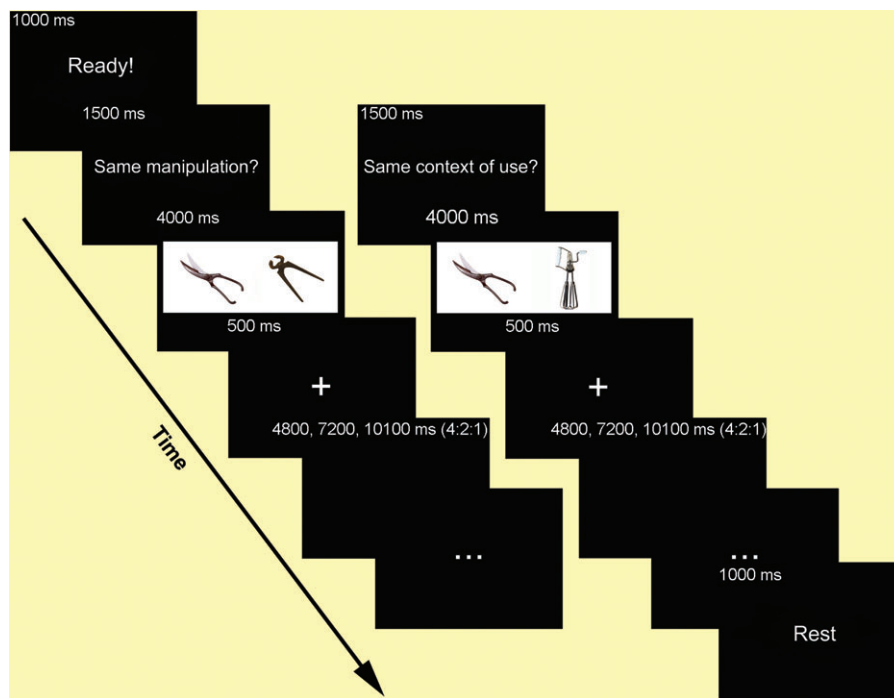 1000 ms
Ready!
1500 ms
Same manipulation?
4000 ms
500 ms
+
4800, 7200, 10100 ms (4:2:1)
...
1500 ms
Same context of use?
4000 ms
500 ms
+
4800, 7200, 10100 ms (4:2:1)
...
1000 ms
Rest
Time